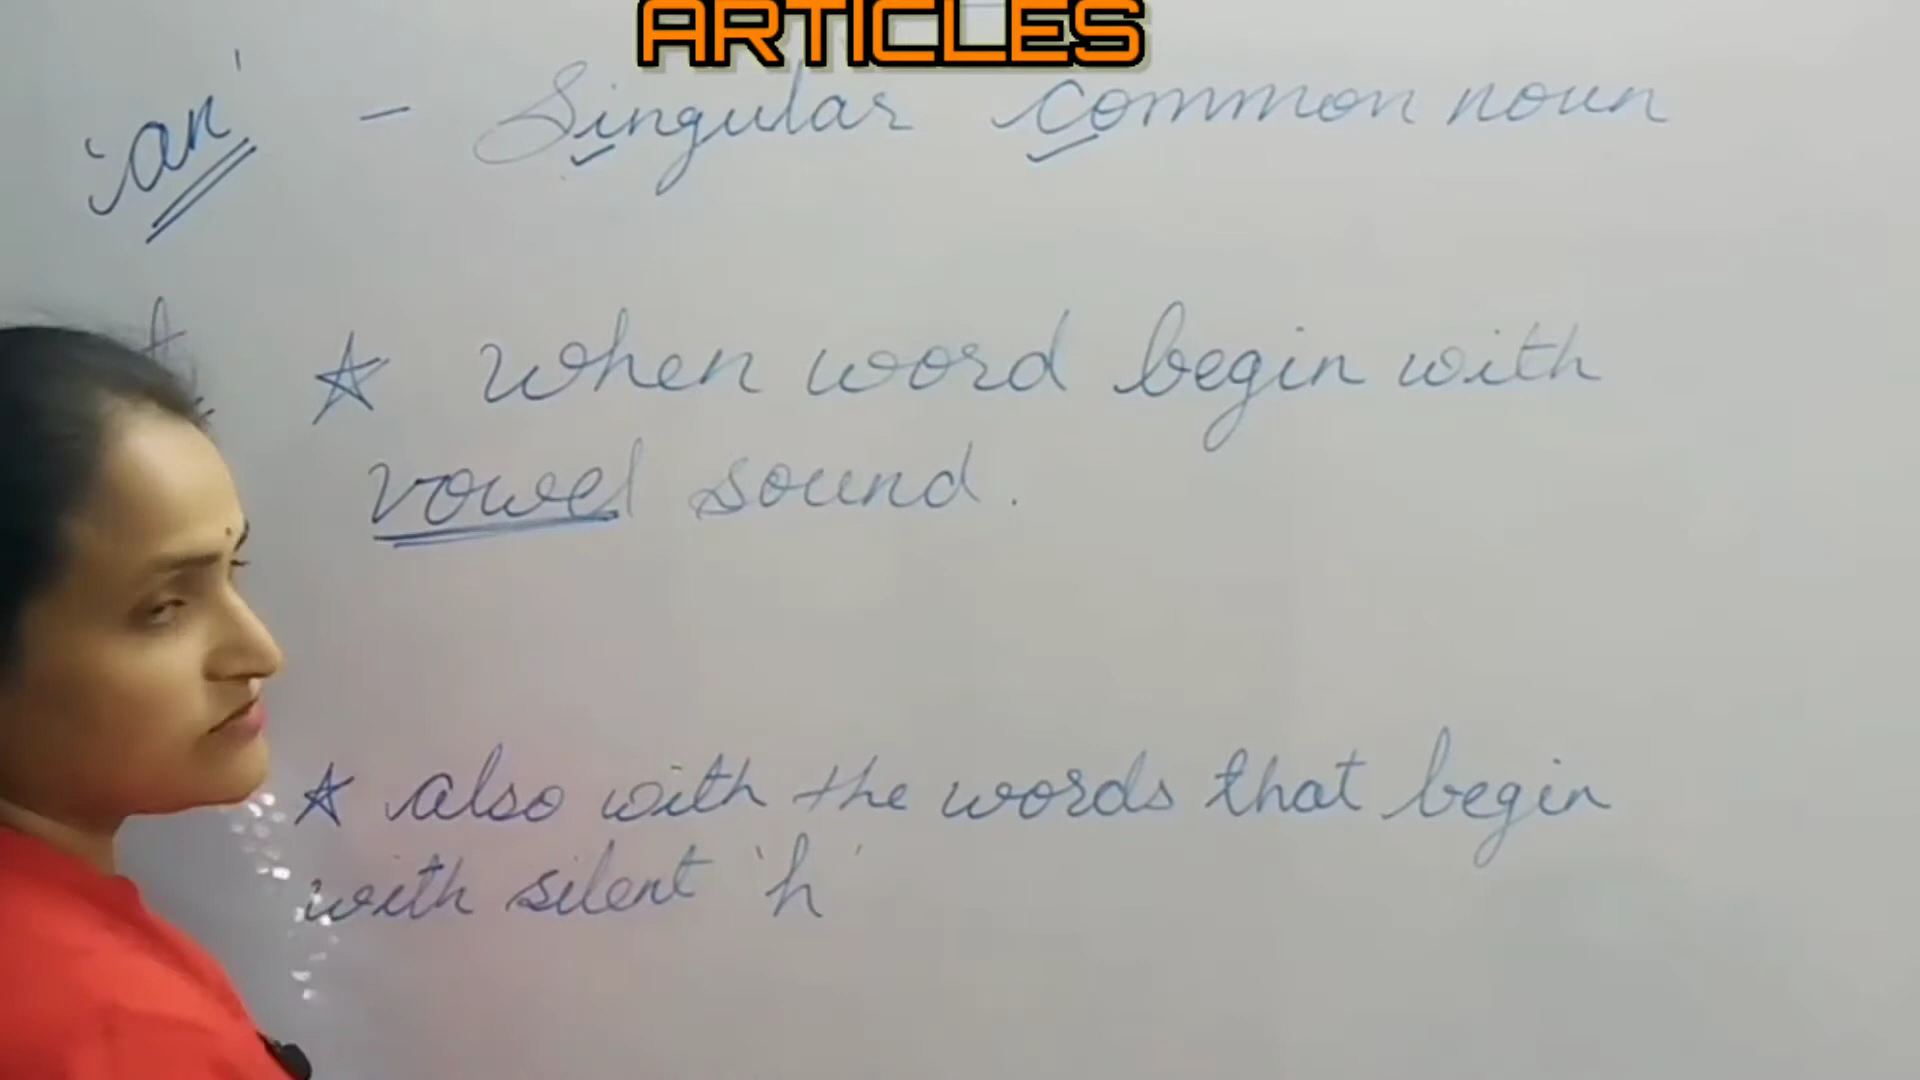 ARTICLES
'an' - Singular common noun
☆ when word begin with
vowel sound.
☆ also with the words that begin
with silent 'h'